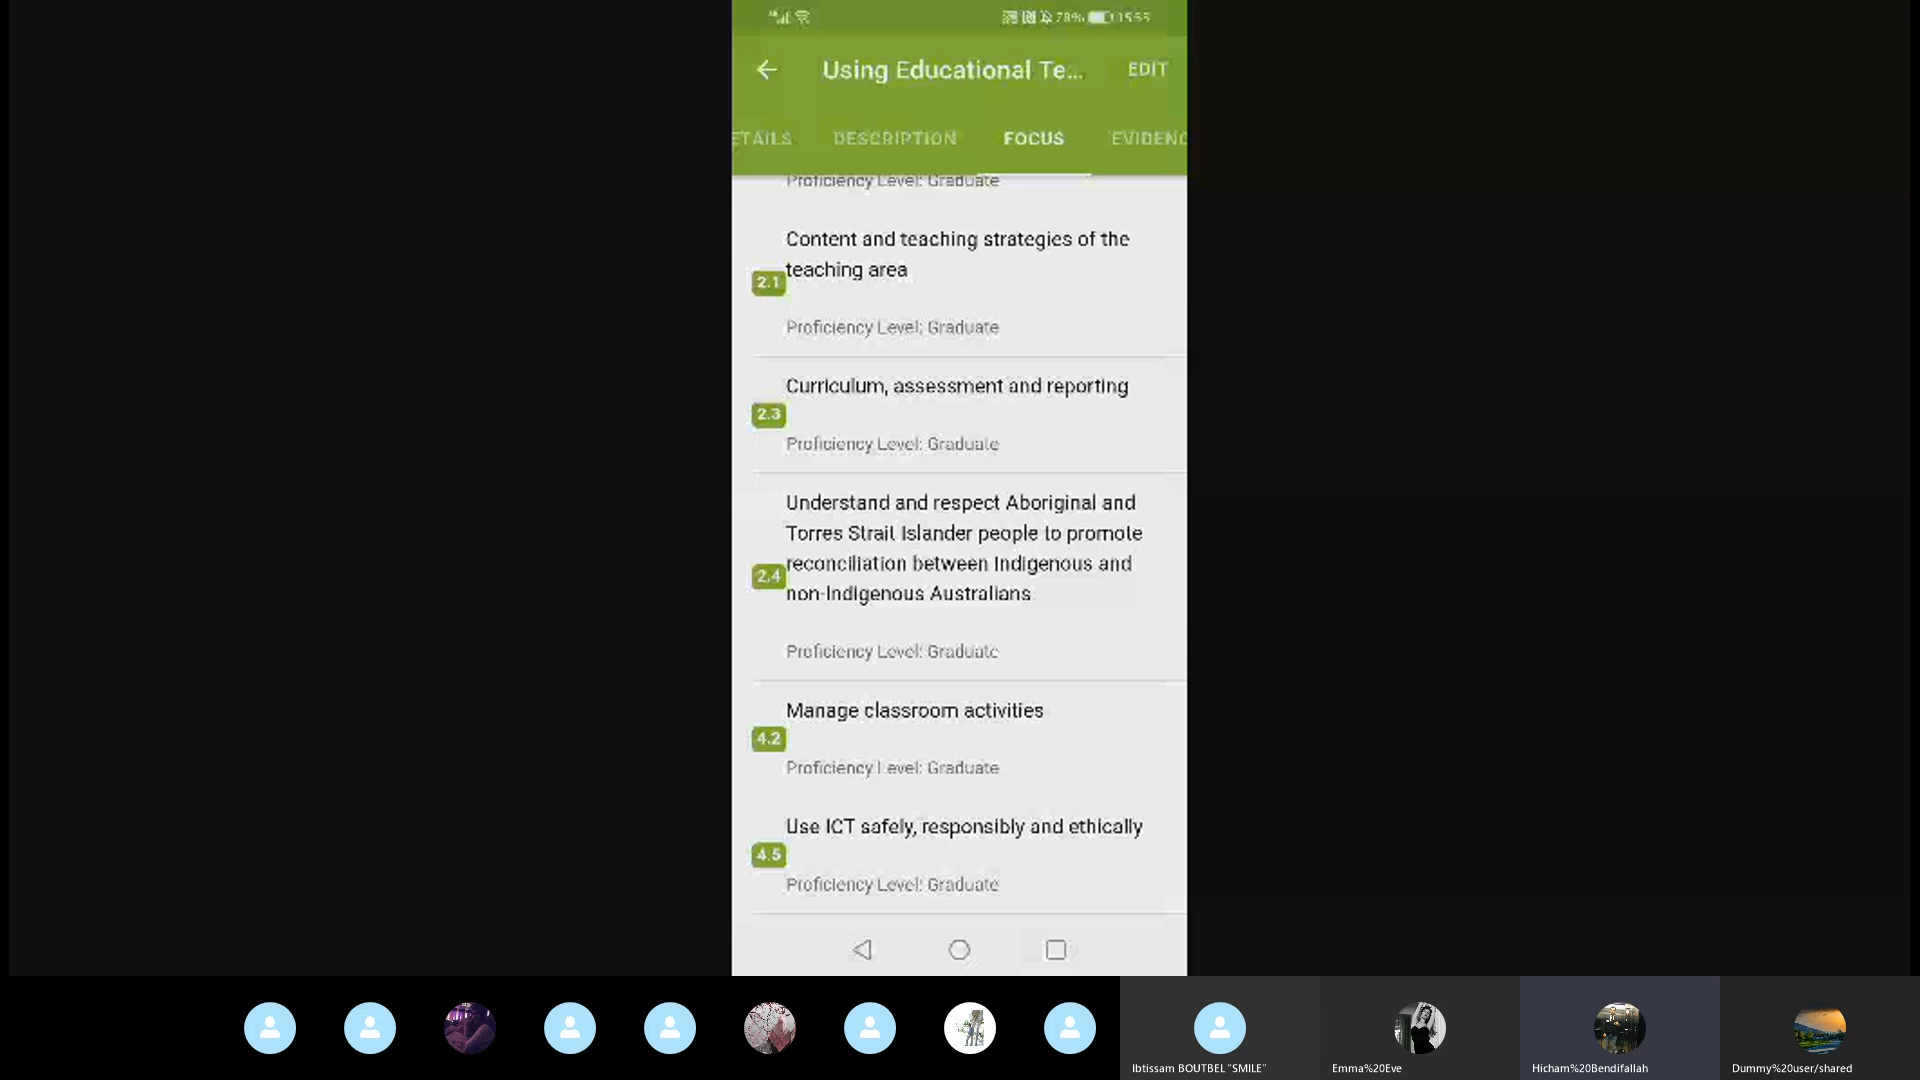 78% 15:55
Using Educational Te... EDIT
ETAILS DESCRIPTION FOCUS EVIDENC
Proficiency Level: Graduate
Content and teaching strategies of the
teaching area
2.1
Proficiency Level: Graduate
Curriculum, assessment and reporting
2.3
Proficiency Level: Graduate
Understand and respect Aboriginal and
Torres Strait Islander people to promote
reconciliation between Indigenous and
2.4
non-Indigenous Australians
Proficiency Level: Graduate
Manage classroom activities
4.2
Proficiency Level: Graduate
Use ICT safely, responsibly and ethically
4.5
Proficiency Level: Graduate
Ibtissam BOUTBEL "SMILE" Emma%20Eve Hicham%20Bendifallah Dummy%20user/shared